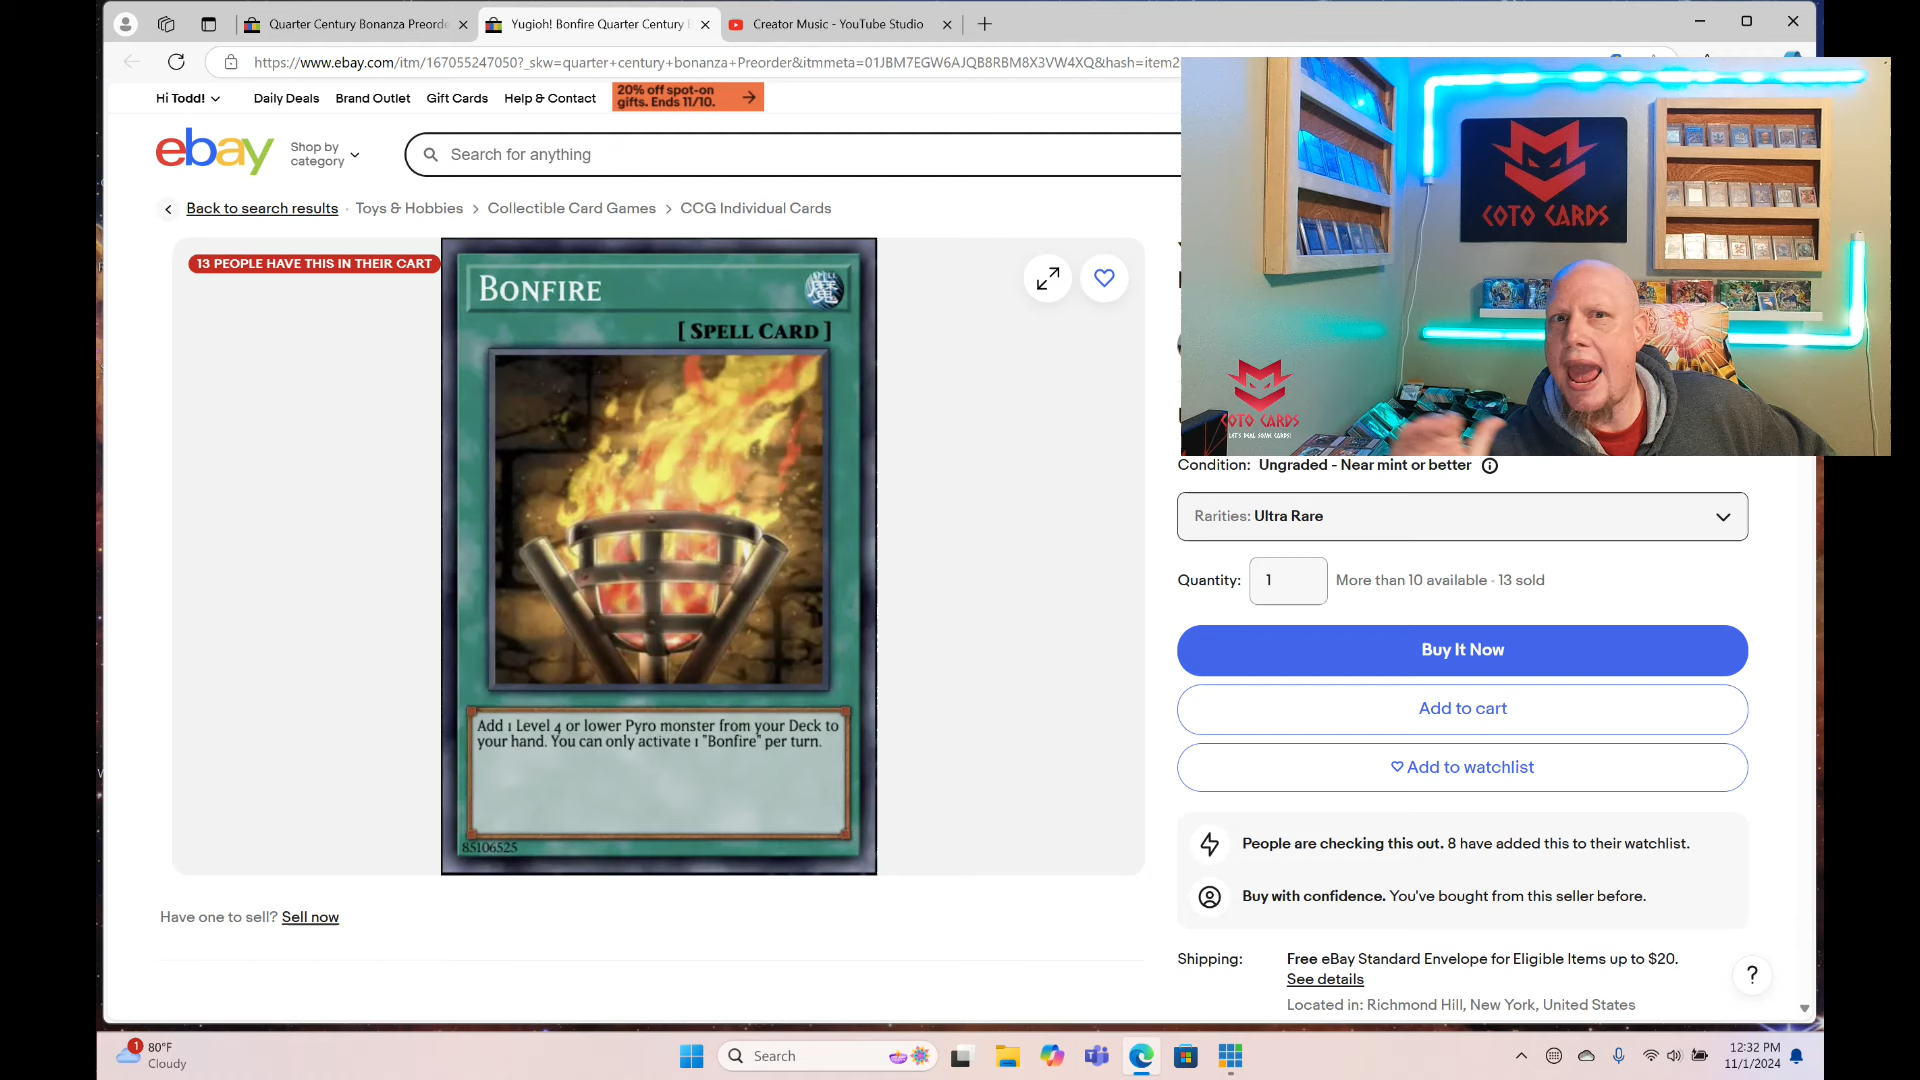 Quarter Century Bonanza Preord
Yugioh! Bonfire Quarter Century
Creator Music - YouTube Studio
https://www.ebay.com/itm/167055247050?_skw=quarter+century+bonanza+Preorder&itmmeta=01JBM7EGW6AJQB8RBM8X3VW4XQ&hash=item2
Hi Todd!
Daily Deals
Brand Outlet
Gift Cards
Help & Contact
20% off spot-on
gifts. Ends 11/10.
ebay
Shop by
category
Search for anything
Back to search results
Toys & Hobbies
Collectible Card Games
CCG Individual Cards
13 PEOPLE HAVE THIS IN THEIR CART
BONFIRE
SPELL
魔
[ SPELL CARD ]
Add 1 Level 4 or lower Pyro monster from your Deck to
your hand. You can only activate 1 "Bonfire" per turn.
85106525
COTO CARDS
COTO CARDS
LET'S DEAL SOME CARDS!
Condition: Ungraded - Near mint or better
Rarities: Ultra Rare
Quantity: 1 More than 10 available · 13 sold
Buy It Now
Add to cart
Add to watchlist
People are checking this out. 8 have added this to their watchlist.
Buy with confidence. You've bought from this seller before.
Shipping: Free eBay Standard Envelope for Eligible Items up to $20.
See details
Located in: Richmond Hill, New York, United States
?
Have one to sell? Sell now
1
80°F
Cloudy
Search
12:32 PM
11/1/2024